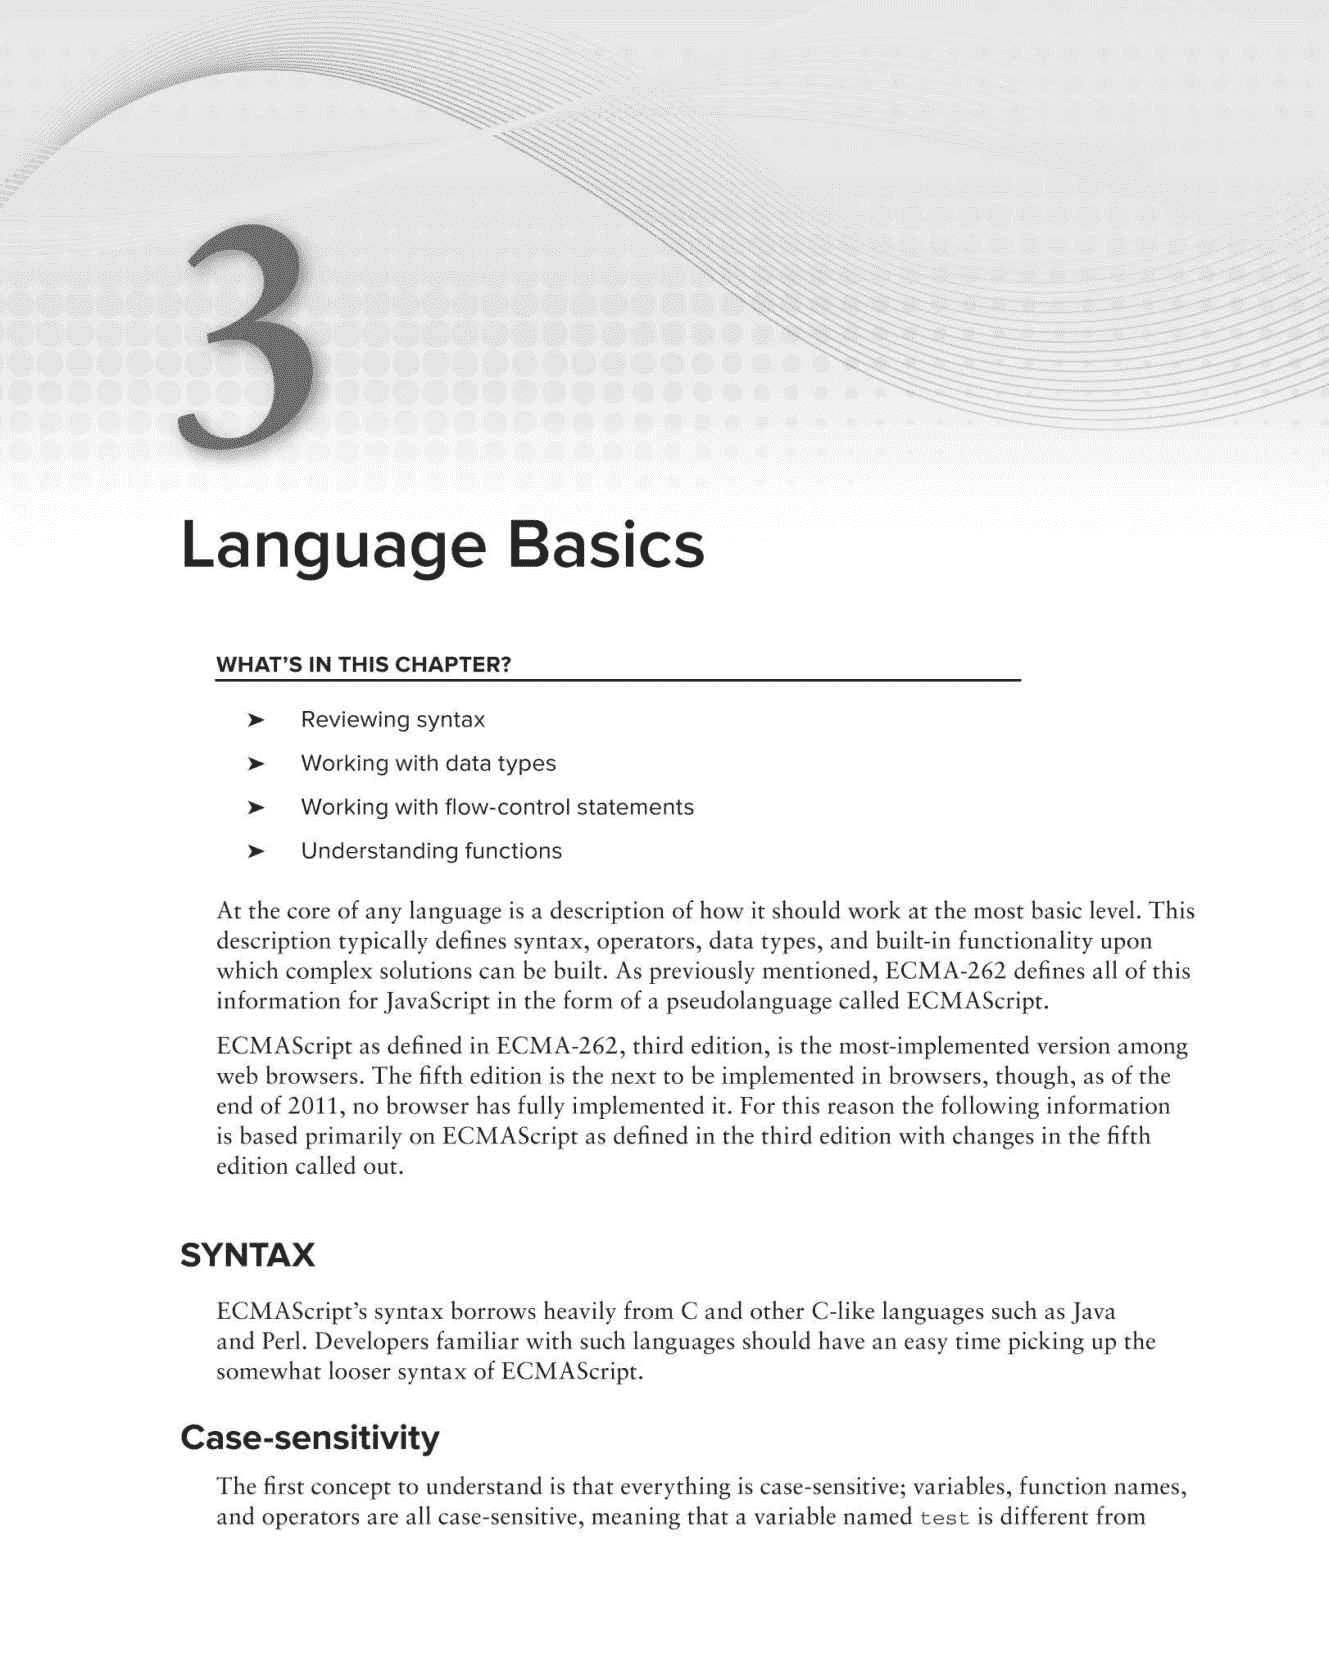 3
Language Basics
WHAT'S IN THIS CHAPTER?
➤ Reviewing syntax
➤ Working with data types
➤ Working with flow-control statements
➤ Understanding functions
At the core of any language is a description of how it should work at the most basic level. This
description typically defines syntax, operators, data types, and built-in functionality upon
which complex solutions can be built. As previously mentioned, ECMA-262 defines all of this
information for JavaScript in the form of a pseudolanguage called ECMAScript.
ECMAScript as defined in ECMA-262, third edition, is the most-implemented version among
web browsers. The fifth edition is the next to be implemented in browsers, though, as of the
end of 2011, no browser has fully implemented it. For this reason the following information
is based primarily on ECMAScript as defined in the third edition with changes in the fifth
edition called out.
SYNTAX
ECMAScript's syntax borrows heavily from C and other C-like languages such as Java
and Perl. Developers familiar with such languages should have an easy time picking up the
somewhat looser syntax of ECMAScript.
Case-sensitivity
The first concept to understand is that everything is case-sensitive; variables, function names,
and operators are all case-sensitive, meaning that a variable named test is different from